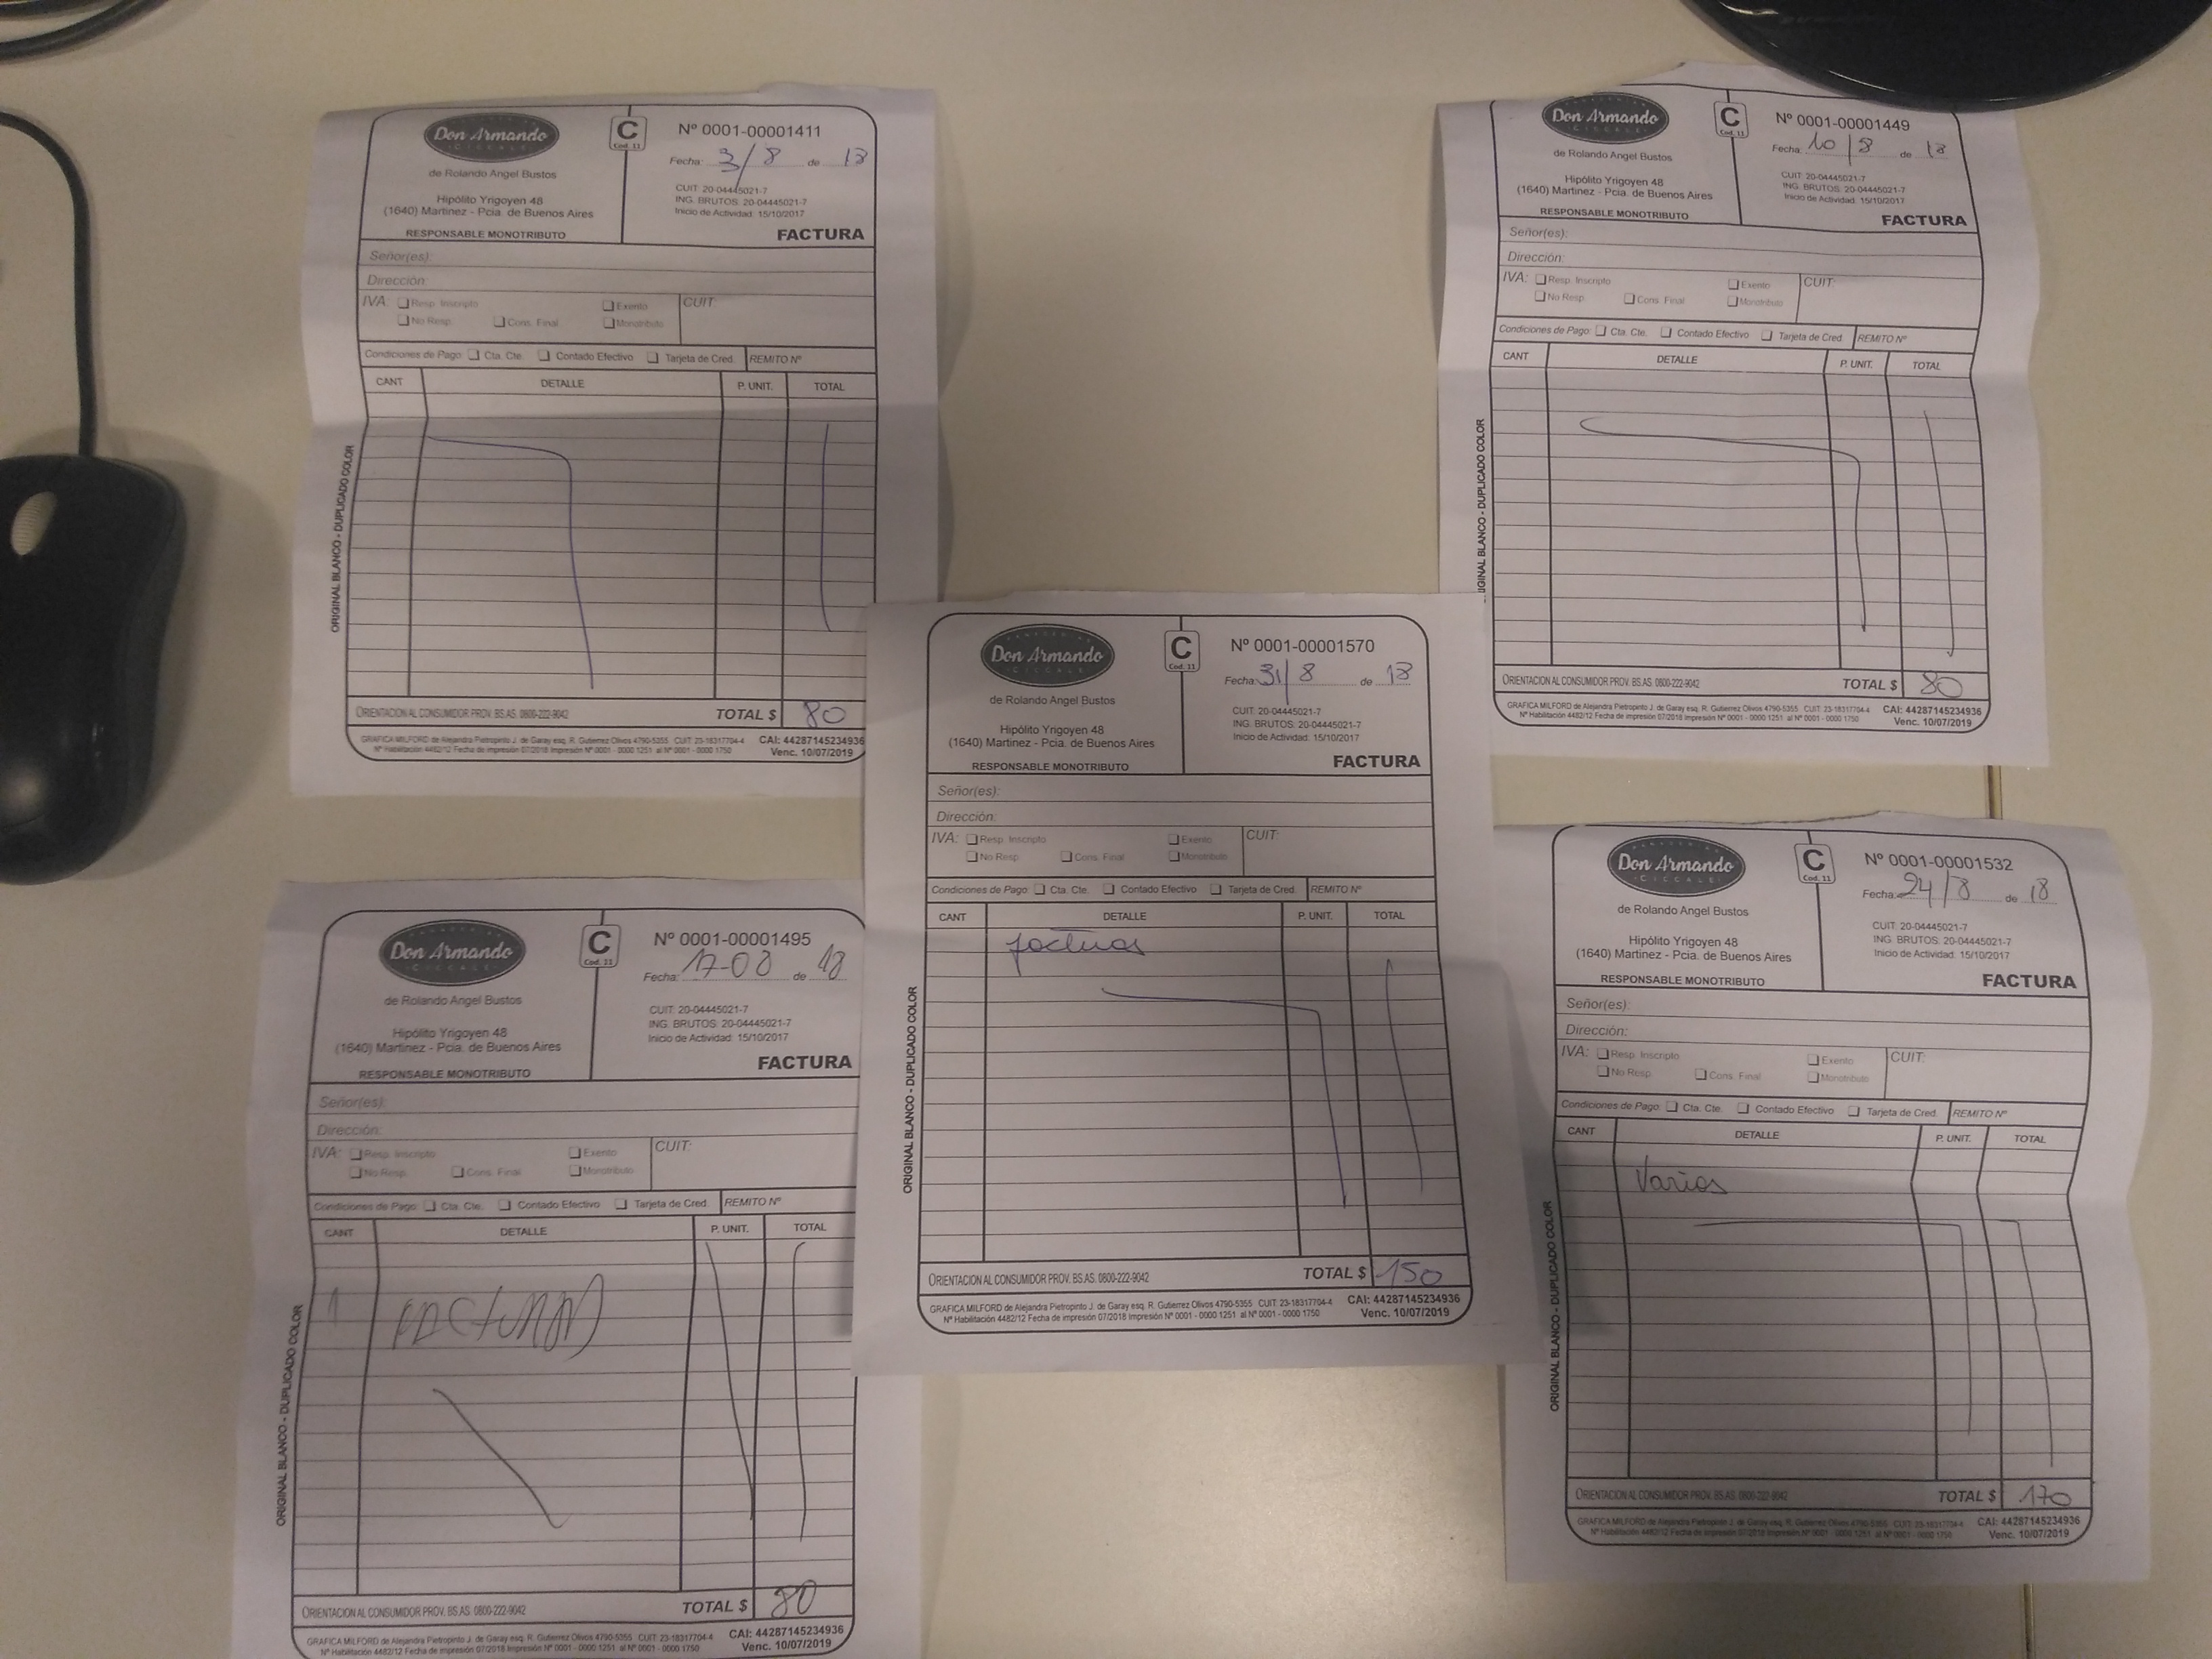 Don Armando
CICCALE
C
Cod. 11
Nº 0001-00001411
Fecha: 3/8 de 18
de Rolando Angel Bustos
Hipólito Yrigoyen 48
(1640) Martinez - Pcia. de Buenos Aires
RESPONSABLE MONOTRIBUTO
CUIT: 20-04445021-7
ING. BRUTOS: 20-04445021-7
Inicio de Actividad: 15/10/2017
FACTURA
Señor(es):
Dirección:
IVA: Resp. Inscripto Exento CUIT:
No Resp. Cons. Final Monotributo
Condiciones de Pago: Cta. Cte. Contado Efectivo Tarjeta de Cred. REMITO Nº
CANT DETALLE P. UNIT. TOTAL
ORIGINAL BLANCO - DUPLICADO COLOR
ORIENTACION AL CONSUMIDOR PROV. BS.AS. 0800-222-9042 TOTAL $ 80
GRAFICA MILFORD de Alejandra Pietropinto J. de Garay esq. R. Gutierrez Olivos 4790-5355 CUIT: 23-18317704-4 CAI: 44287145234936
Nº Habilitación 4482/12 Fecha de impresión 07/2018 Impresión Nº 0001 - 0000 1251 al Nº 0001 - 0000 1750 Venc. 10/07/2019
Don Armando
C
Cod. 11
Nº 0001-00001449
Fecha: 10/8 de 18
de Rolando Angel Bustos
Hipólito Yrigoyen 48
(1640) Martinez - Pcia. de Buenos Aires
RESPONSABLE MONOTRIBUTO
CUIT: 20-04445021-7
ING. BRUTOS: 20-04445021-7
Inicio de Actividad: 15/10/2017
FACTURA
Señor(es):
Dirección:
IVA: Resp. Inscripto Exento CUIT:
No Resp. Cons. Final Monotributo
Condiciones de Pago: Cta. Cte. Contado Efectivo Tarjeta de Cred. REMITO Nº
CANT DETALLE P. UNIT. TOTAL
ORIGINAL BLANCO - DUPLICADO COLOR
ORIENTACION AL CONSUMIDOR PROV. BS.AS. 0800-222-9042 TOTAL $ 80
GRAFICA MILFORD de Alejandra Pietropinto J. de Garay esq. R. Gutierrez Olivos 4790-5355 CUIT: 23-18317704-4 CAI: 44287145234936
Nº Habilitación 4482/12 Fecha de impresión 07/2018 Impresión Nº 0001 - 0000 1251 al Nº 0001 - 0000 1750 Venc. 10/07/2019
Don Armando
CICCALE
C
Cod. 11
Nº 0001-00001570
Fecha: 31/8 de 18
de Rolando Angel Bustos
Hipólito Yrigoyen 48
(1640) Martinez - Pcia. de Buenos Aires
RESPONSABLE MONOTRIBUTO
CUIT: 20-04445021-7
ING. BRUTOS: 20-04445021-7
Inicio de Actividad: 15/10/2017
FACTURA
Señor(es):
Dirección:
IVA: Resp. Inscripto Exento CUIT:
No Resp. Cons. Final Monotributo
Condiciones de Pago: Cta. Cte. Contado Efectivo Tarjeta de Cred. REMITO Nº
CANT DETALLE P. UNIT. TOTAL
facturas
ORIGINAL BLANCO - DUPLICADO COLOR
ORIENTACION AL CONSUMIDOR PROV. BS.AS. 0800-222-9042 TOTAL $ 150
GRAFICA MILFORD de Alejandra Pietropinto J. de Garay esq. R. Gutierrez Olivos 4790-5355 CUIT: 23-18317704-4 CAI: 44287145234936
Nº Habilitación 4482/12 Fecha de impresión 07/2018 Impresión Nº 0001 - 0000 1251 al Nº 0001 - 0000 1750 Venc. 10/07/2019
Don Armando
CICCALE
C
Cod. 11
Nº 0001-00001495
Fecha: 17-08 de 18
de Rolando Angel Bustos
Hipólito Yrigoyen 48
(1640) Martinez - Pcia. de Buenos Aires
RESPONSABLE MONOTRIBUTO
CUIT: 20-04445021-7
ING. BRUTOS: 20-04445021-7
Inicio de Actividad: 15/10/2017
FACTURA
Señor(es):
Dirección:
IVA: Resp. Inscripto Exento CUIT:
No Resp. Cons. Final Monotributo
Condiciones de Pago: Cta. Cte. Contado Efectivo Tarjeta de Cred. REMITO Nº
CANT DETALLE P. UNIT. TOTAL
1
ORIGINAL BLANCO - DUPLICADO COLOR
ORIENTACION AL CONSUMIDOR PROV. BS.AS. 0800-222-9042 TOTAL $ 80
GRAFICA MILFORD de Alejandra Pietropinto J. de Garay esq. R. Gutierrez Olivos 4790-5355 CUIT: 23-18317704-4 CAI: 44287145234936
Nº Habilitación 4482/12 Fecha de impresión 07/2018 Impresión Nº 0001 - 0000 1251 al Nº 0001 - 0000 1750 Venc. 10/07/2019
Don Armando
CICCALE
C
Cod. 11
Nº 0001-00001532
Fecha: 24/8 de 18
de Rolando Angel Bustos
Hipólito Yrigoyen 48
(1640) Martinez - Pcia. de Buenos Aires
RESPONSABLE MONOTRIBUTO
CUIT: 20-04445021-7
ING. BRUTOS: 20-04445021-7
Inicio de Actividad: 15/10/2017
FACTURA
Señor(es):
Dirección:
IVA: Resp. Inscripto Exento CUIT:
No Resp. Cons. Final Monotributo
Condiciones de Pago: Cta. Cte. Contado Efectivo Tarjeta de Cred. REMITO Nº
CANT DETALLE P. UNIT. TOTAL
Varios
ORIGINAL BLANCO - DUPLICADO COLOR
ORIENTACION AL CONSUMIDOR PROV. BS.AS. 0800-222-9042 TOTAL $ 170
GRAFICA MILFORD de Alejandra Pietropinto J. de Garay esq. R. Gutierrez Olivos 4790-5355 CUIT: 23-18317704-4 CAI: 44287145234936
Nº Habilitación 4482/12 Fecha de impresión 07/2018 Impresión Nº 0001 - 0000 1251 al Nº 0001 - 0000 1750 Venc. 10/07/2019